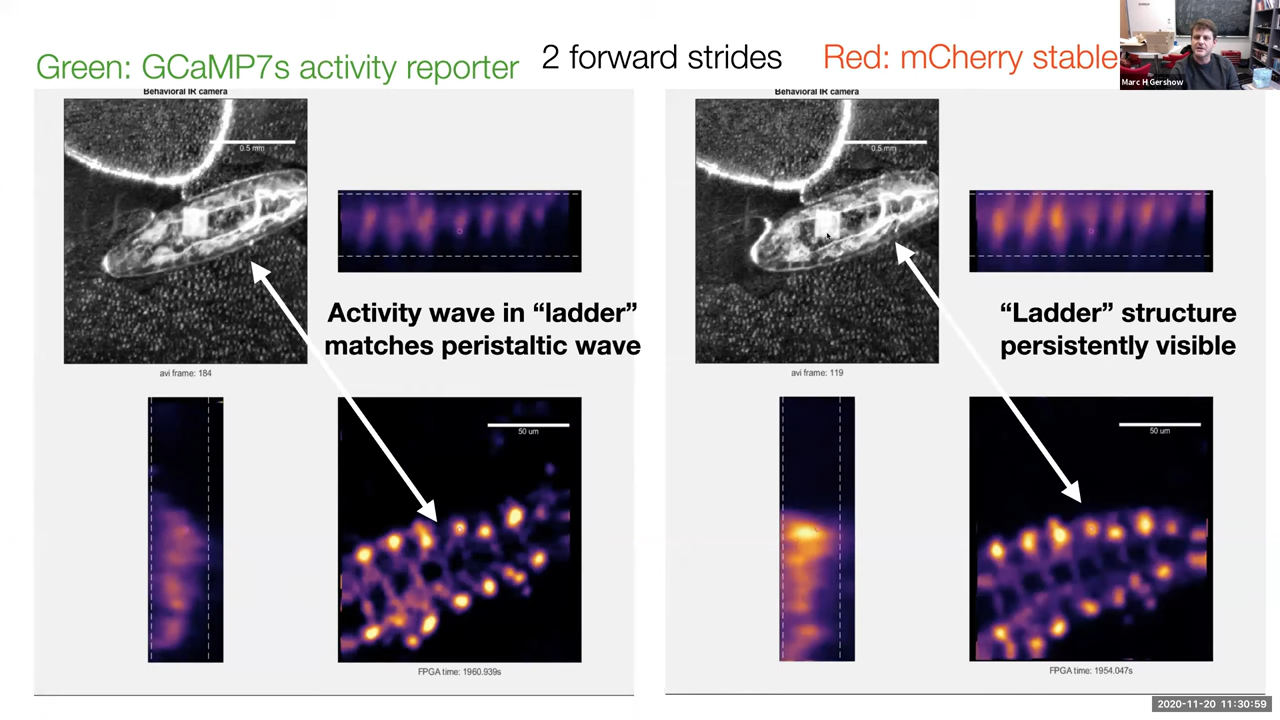 Green: GCaMP7s activity reporter
2 forward strides
Red: mCherry stable
Marc H Gershow
Behavioral IR camera
0.5 mm
Activity wave in “ladder”
matches peristaltic wave
avi frame: 184
50 um
FPGA time: 1960.939s
Behavioral IR camera
0.5 mm
“Ladder” structure
persistently visible
avi frame: 119
50 um
FPGA time: 1954.047s
2020-11-20 11:30:59